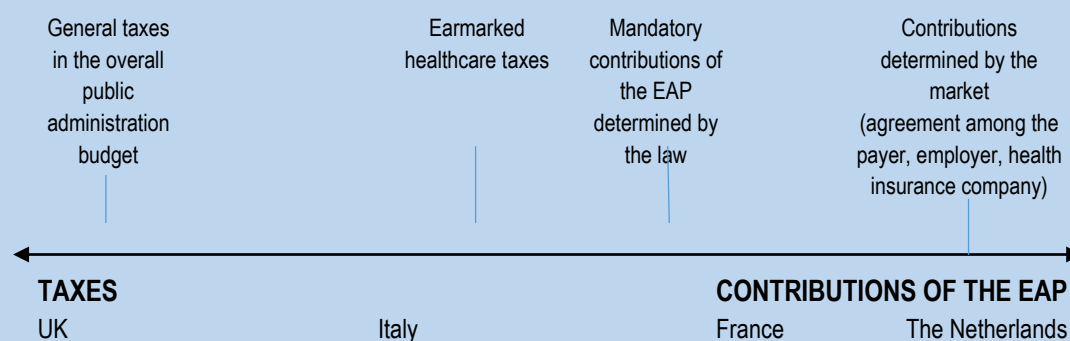 General taxes
in the overall
public
administration
budget
Earmarked
healthcare taxes
Mandatory
contributions of
the EAP
determined by
the law
Contributions
determined by the
market
(agreement among the
payer, employer, health
insurance company)
TAXES
CONTRIBUTIONS OF THE EAP
UK
Italy
France
The Netherlands